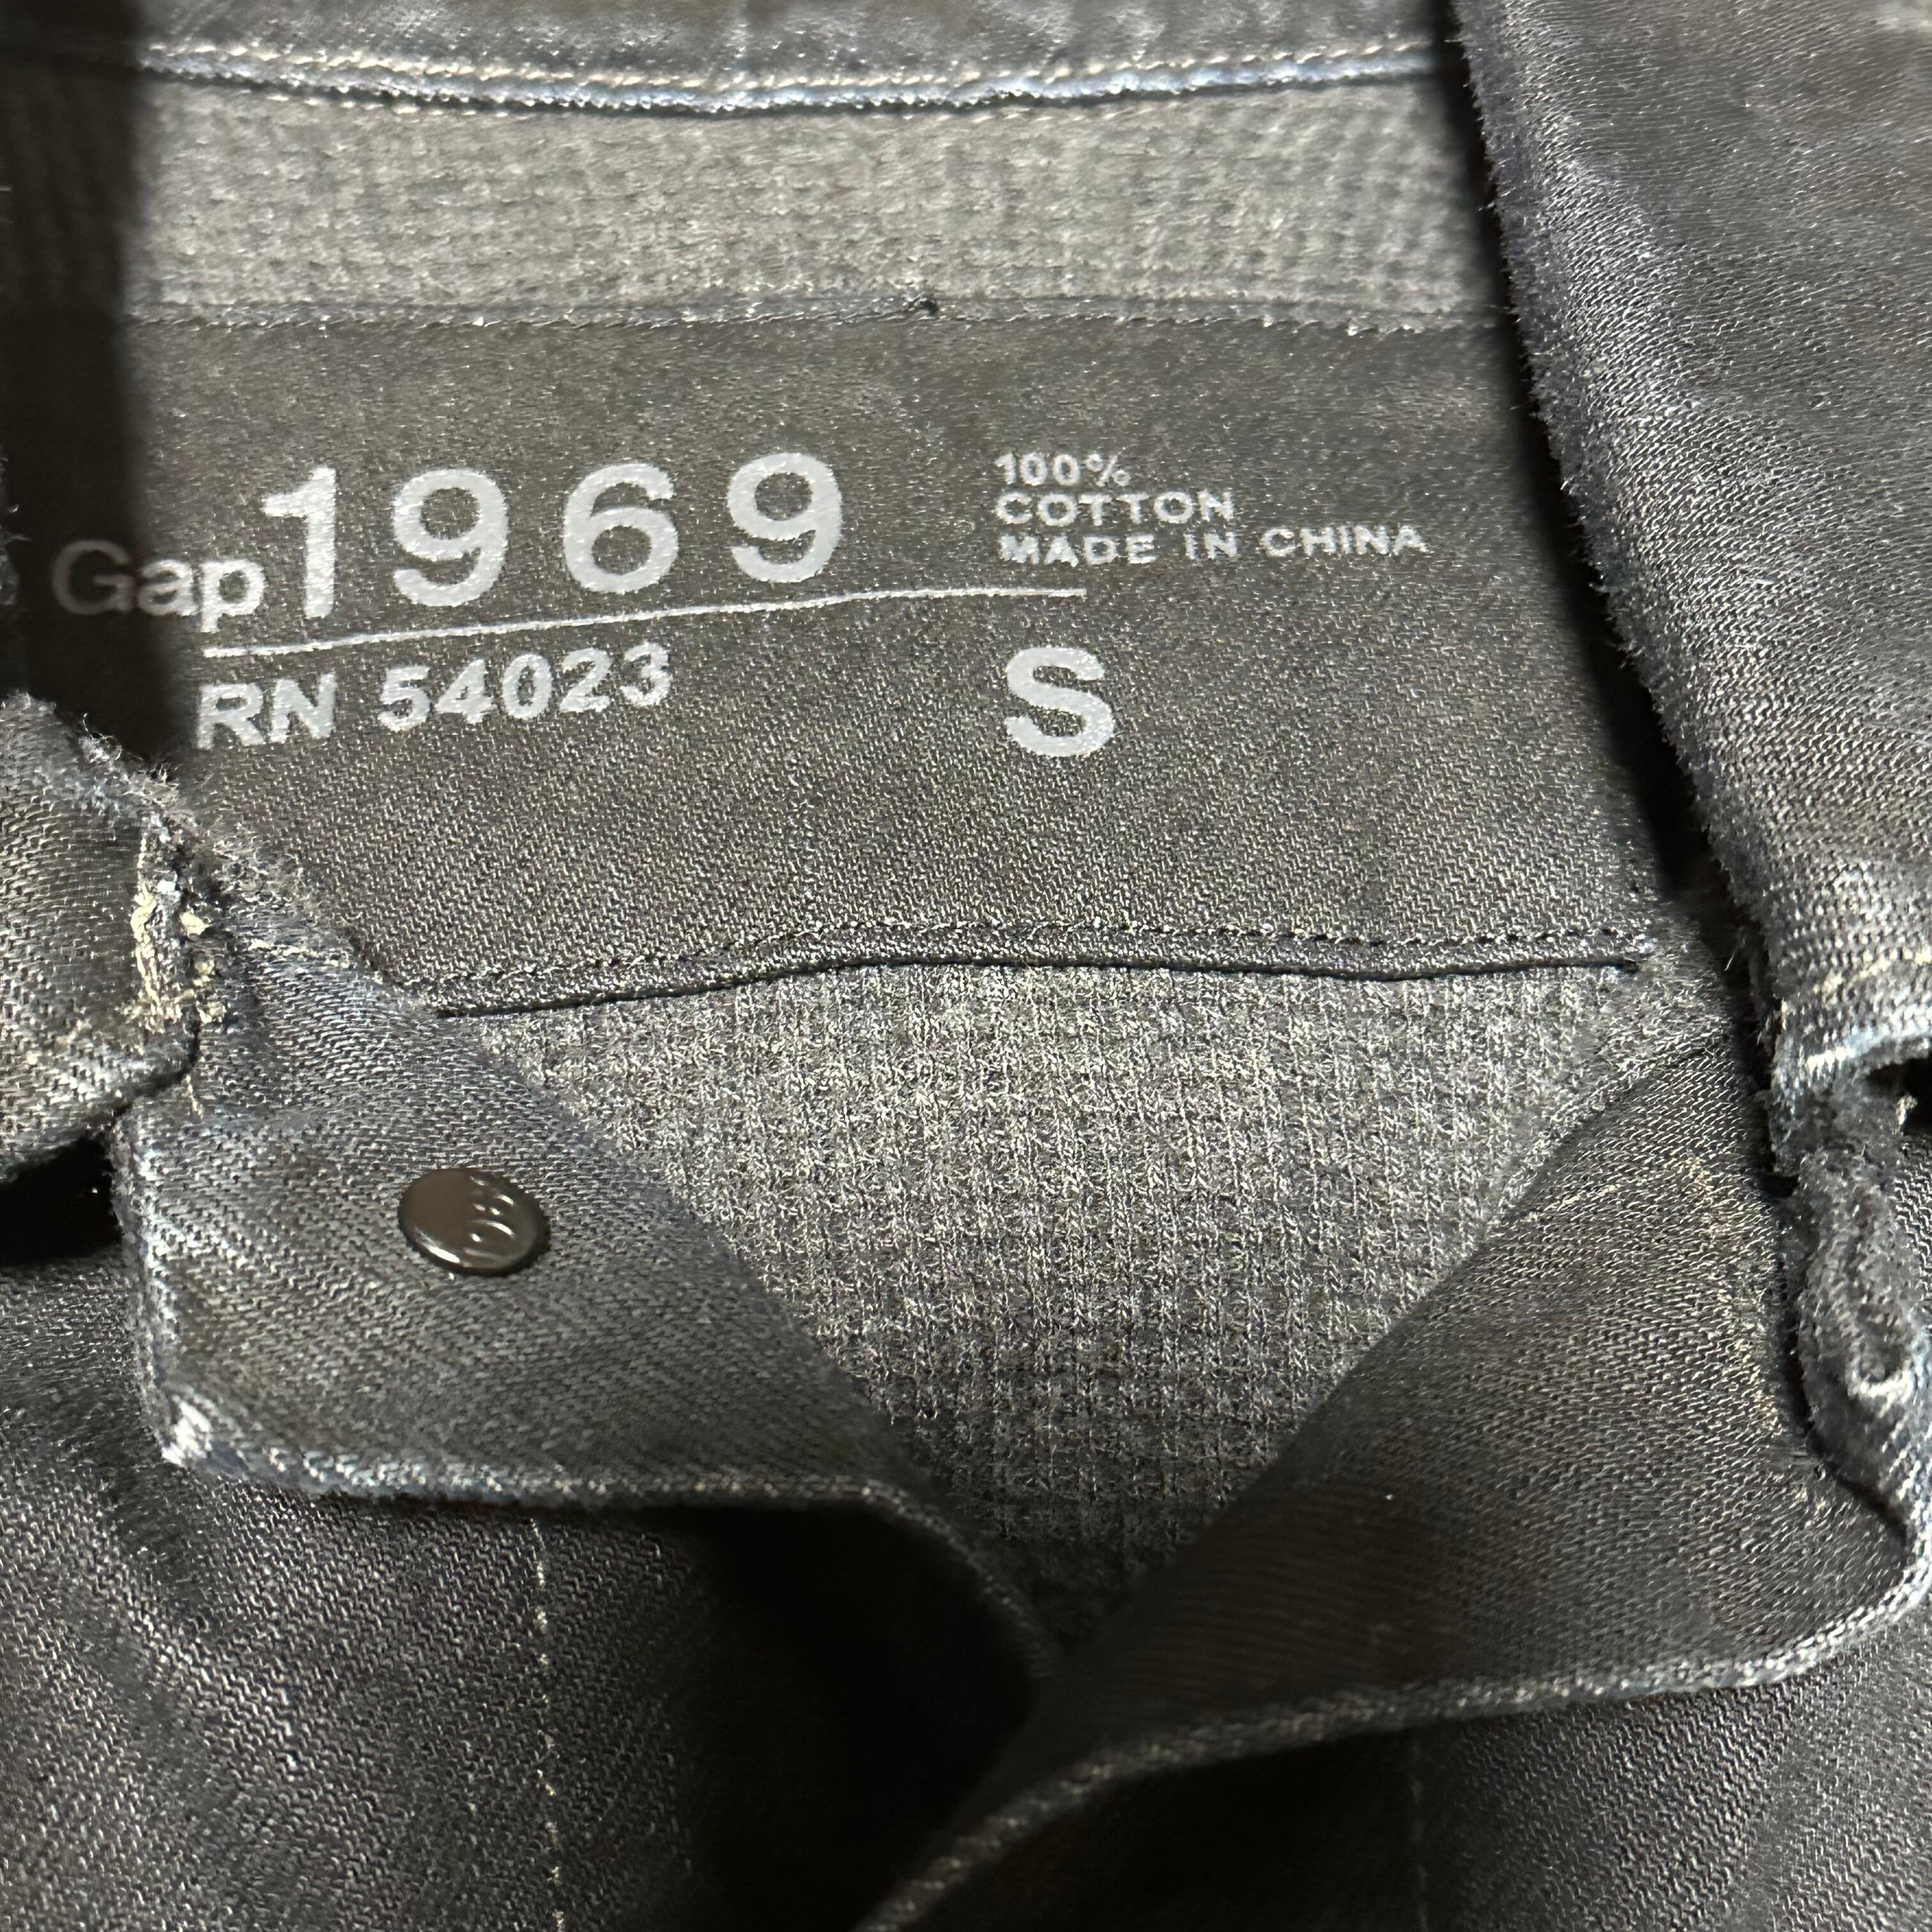 Gap 1969
100%
COTTON
MADE IN CHINA
RN 54023
S